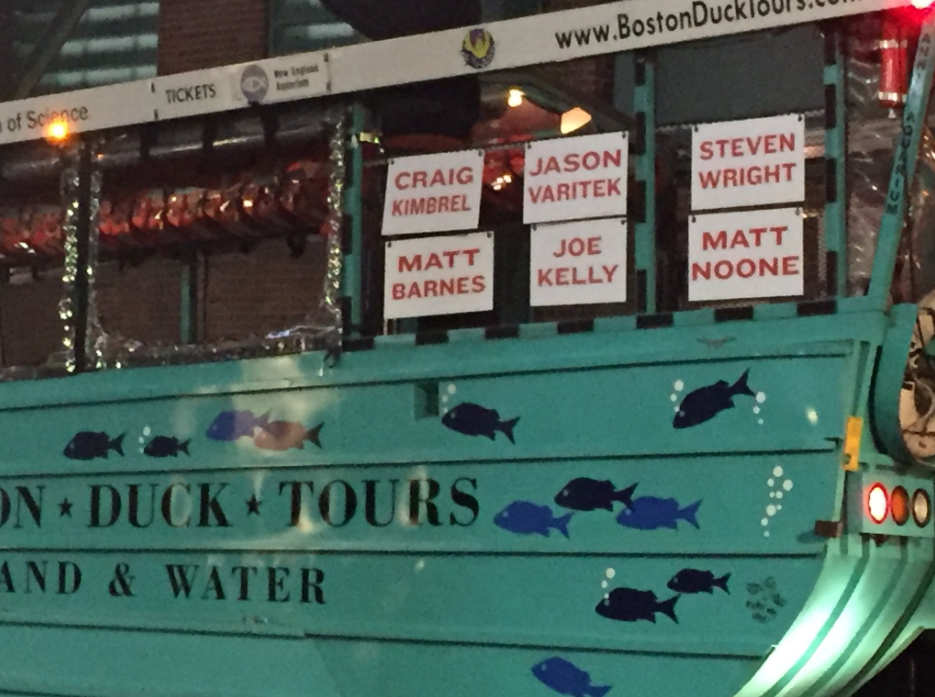 www.BostonDuckTours.com
of Science
TICKETS
New England
Aquarium
CRAIG
KIMBREL
JASON
VARITEK
STEVEN
WRIGHT
MATT
BARNES
JOE
KELLY
MATT
NOONE
AQUARIUM
ON ★ DUCK ★ TOURS
AND & WATER